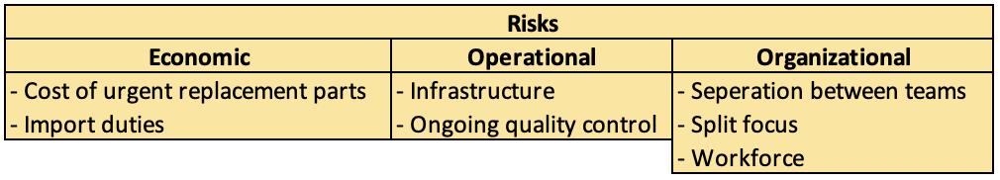 Risks
Economic
Operational
Organizational
- Cost of urgent replacement parts
- Import duties
- Infrastructure
- Ongoing quality control
- Seperation between teams
- Split focus
- Workforce